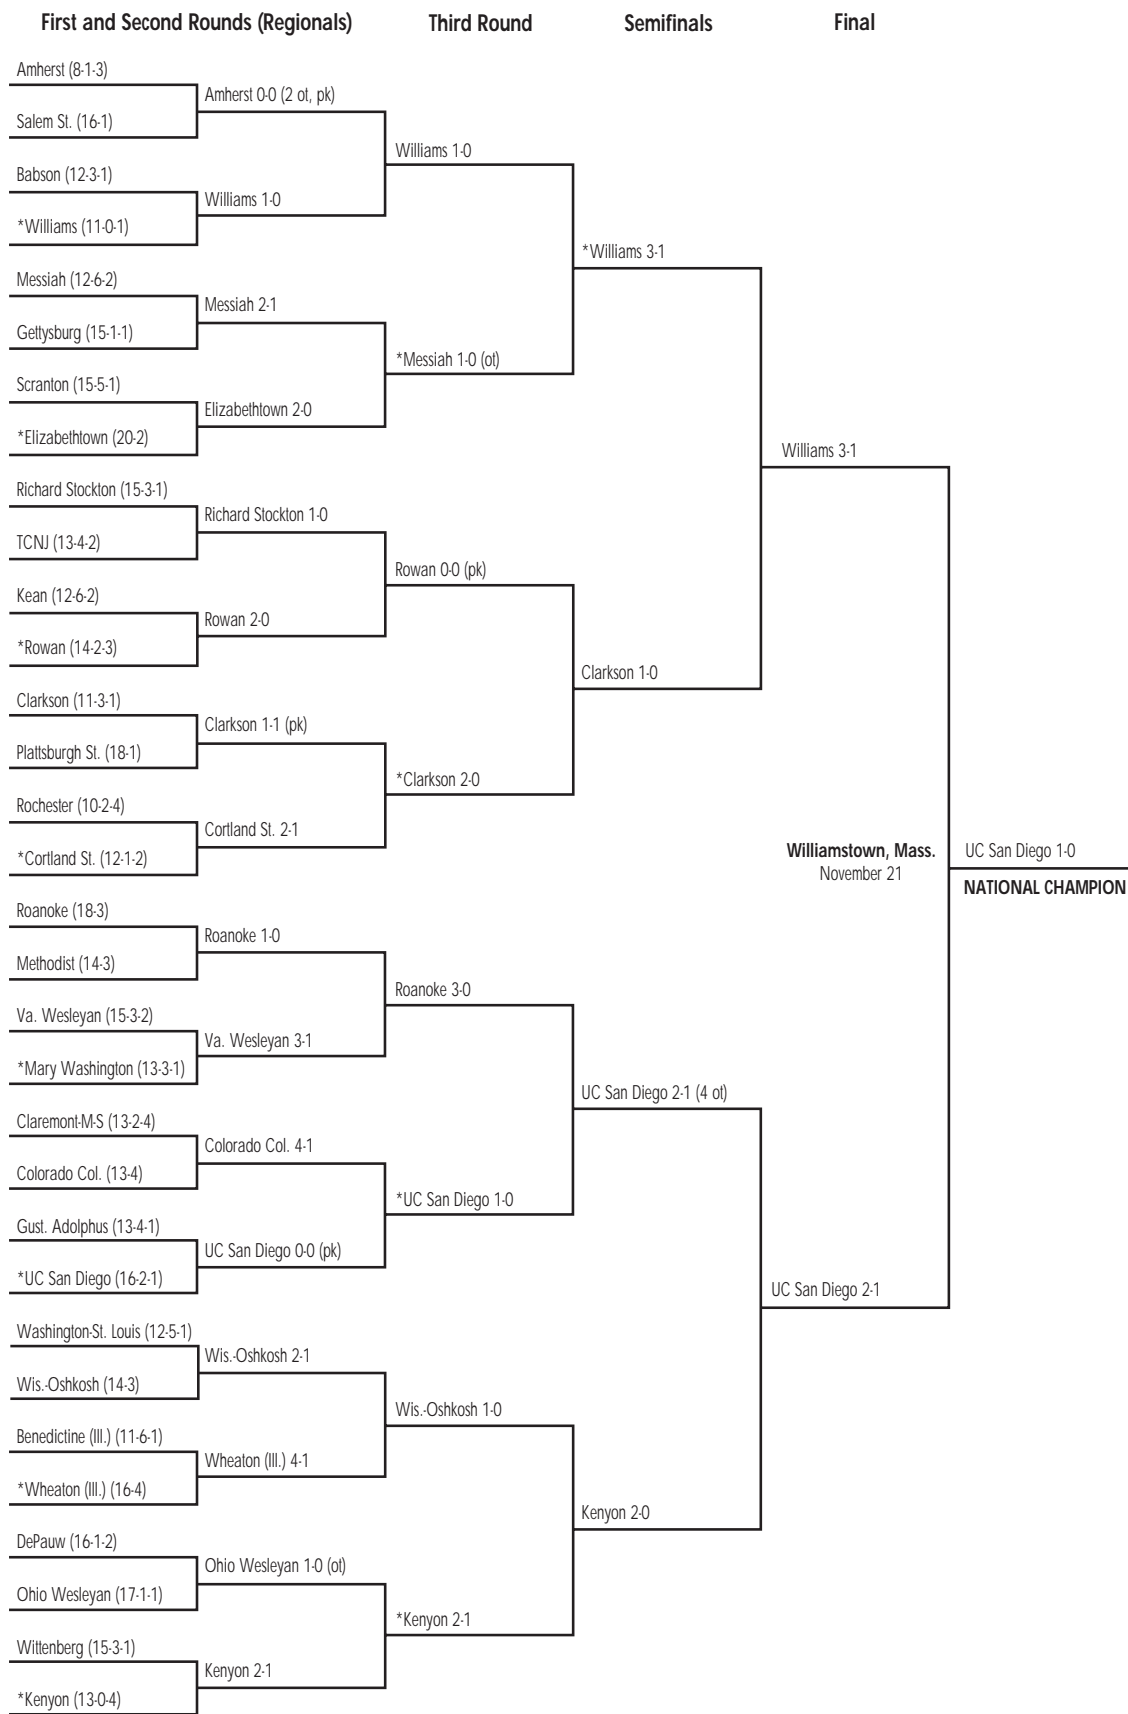 First and Second Rounds (Regionals)
Third Round
Semifinals
Final
Amherst (8-1-3)
Salem St. (16-1)
Babson (12-3-1)
*Williams (11-0-1)
Messiah (12-6-2)
Gettysburg (15-1-1)
Scranton (15-5-1)
*Elizabethtown (20-2)
Richard Stockton (15-3-1)
TCNJ (13-4-2)
Kean (12-6-2)
*Rowan (14-2-3)
Clarkson (11-3-1)
Plattsburgh St. (18-1)
Rochester (10-2-4)
*Cortland St. (12-1-2)
Roanoke (18-3)
Methodist (14-3)
Va. Wesleyan (15-3-2)
*Mary Washington (13-3-1)
Claremont-M-S (13-2-4)
Colorado Col. (13-4)
Gust. Adolphus (13-4-1)
*UC San Diego (16-2-1)
Washington-St. Louis (12-5-1)
Wis.-Oshkosh (14-3)
Benedictine (Ill.) (11-6-1)
*Wheaton (Ill.) (16-4)
DePauw (16-1-2)
Ohio Wesleyan (17-1-1)
Wittenberg (15-3-1)
*Kenyon (13-0-4)
Amherst 0-0 (2 ot, pk)
Williams 1-0
Messiah 2-1
Elizabethtown 2-0
Richard Stockton 1-0
Rowan 2-0
Clarkson 1-1 (pk)
Cortland St. 2-1
Roanoke 1-0
Va. Wesleyan 3-1
Colorado Col. 4-1
UC San Diego 0-0 (pk)
Wis.-Oshkosh 2-1
Wheaton (Ill.) 4-1
Ohio Wesleyan 1-0 (ot)
Kenyon 2-1
Williams 1-0
*Messiah 1-0 (ot)
Rowan 0-0 (pk)
*Clarkson 2-0
Roanoke 3-0
*UC San Diego 1-0
Wis.-Oshkosh 1-0
*Kenyon 2-1
*Williams 3-1
Clarkson 1-0
UC San Diego 2-1 (4 ot)
Kenyon 2-0
Williams 3-1
UC San Diego 2-1
Williamstown, Mass.
November 21
UC San Diego 1-0
NATIONAL CHAMPION